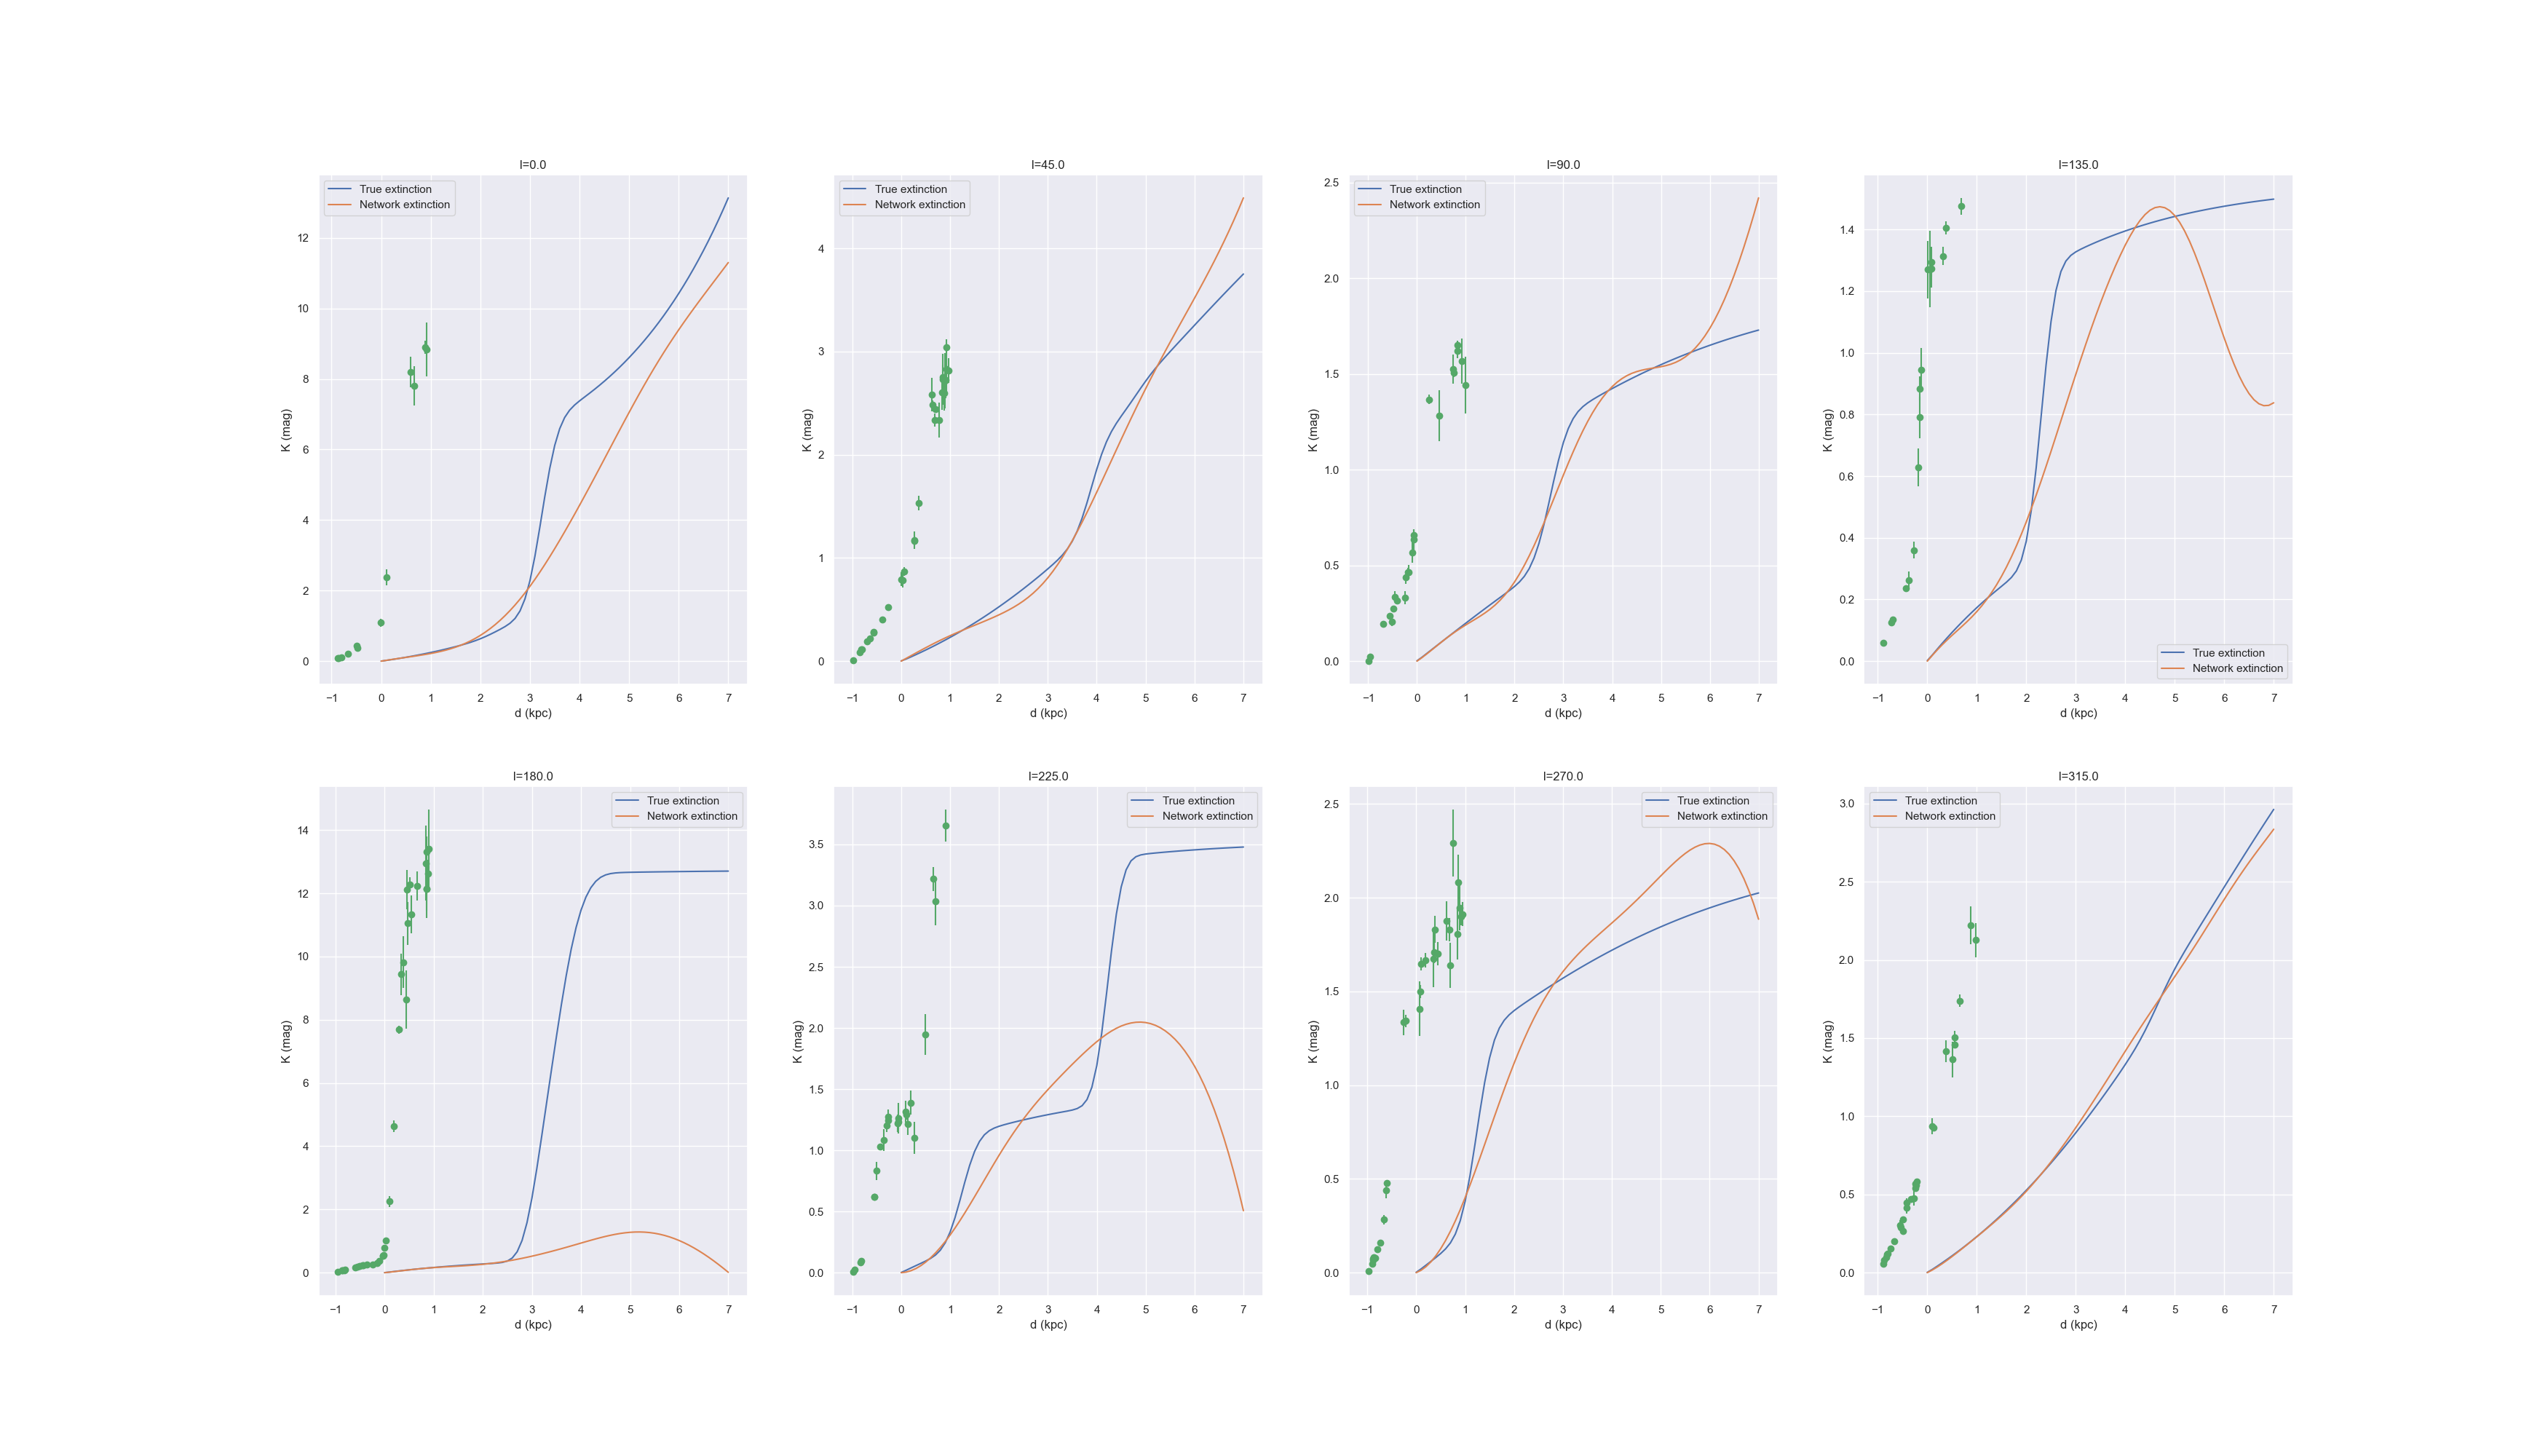 l=0.0
True extinction
Network extinction
12
10
8
6
4
2
0
K (mag)
−1 0 1 2 3 4 5 6 7
d (kpc)
l=45.0
True extinction
Network extinction
4
3
2
1
0
K (mag)
−1 0 1 2 3 4 5 6 7
d (kpc)
l=90.0
True extinction
Network extinction
2.5
2.0
1.5
1.0
0.5
0.0
K (mag)
−1 0 1 2 3 4 5 6 7
d (kpc)
l=135.0
1.4
1.2
1.0
0.8
0.6
0.4
0.2
0.0
K (mag)
True extinction
Network extinction
−1 0 1 2 3 4 5 6 7
d (kpc)
l=180.0
True extinction
Network extinction
14
12
10
8
6
4
2
0
K (mag)
−1 0 1 2 3 4 5 6 7
d (kpc)
l=225.0
True extinction
Network extinction
3.5
3.0
2.5
2.0
1.5
1.0
0.5
0.0
K (mag)
−1 0 1 2 3 4 5 6 7
d (kpc)
l=270.0
True extinction
Network extinction
2.5
2.0
1.5
1.0
0.5
0.0
K (mag)
−1 0 1 2 3 4 5 6 7
d (kpc)
l=315.0
True extinction
Network extinction
3.0
2.5
2.0
1.5
1.0
0.5
0.0
K (mag)
−1 0 1 2 3 4 5 6 7
d (kpc)